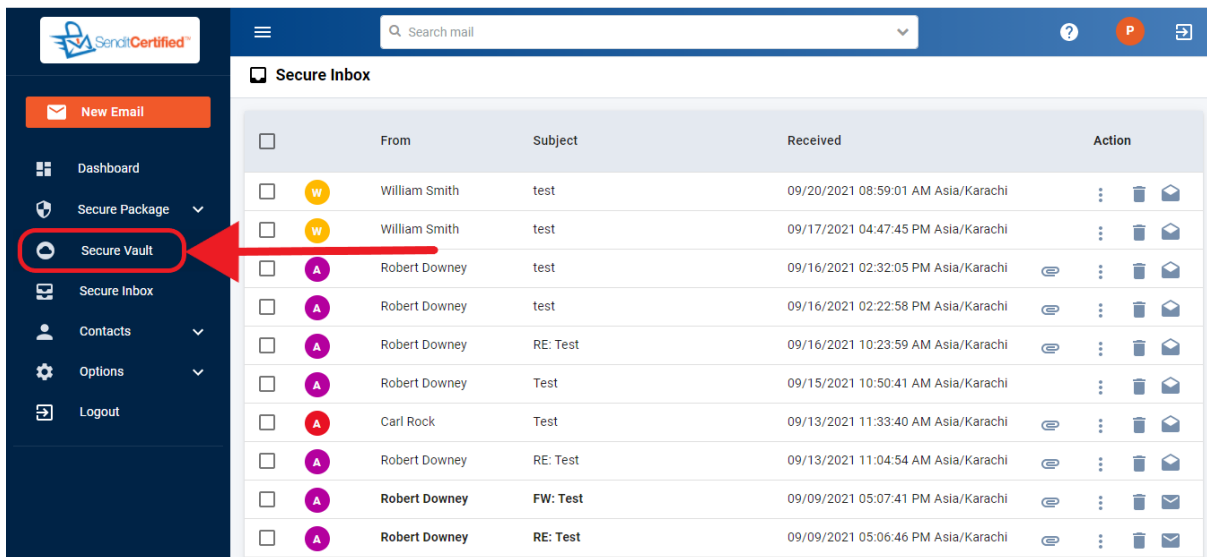 SenditCertified™
Search mail
P
Secure Inbox
New Email
Dashboard
Secure Package
Secure Vault
Secure Inbox
Contacts
Options
Logout
From Subject Received Action
W William Smith test 09/20/2021 08:59:01 AM Asia/Karachi
W William Smith test 09/17/2021 04:47:45 PM Asia/Karachi
A Robert Downey test 09/16/2021 02:32:05 PM Asia/Karachi
A Robert Downey test 09/16/2021 02:22:58 PM Asia/Karachi
A Robert Downey RE: Test 09/16/2021 10:23:59 AM Asia/Karachi
A Robert Downey Test 09/15/2021 10:50:41 AM Asia/Karachi
A Carl Rock Test 09/13/2021 11:33:40 AM Asia/Karachi
A Robert Downey RE: Test 09/13/2021 11:04:54 AM Asia/Karachi
A Robert Downey FW: Test 09/09/2021 05:07:41 PM Asia/Karachi
A Robert Downey RE: Test 09/09/2021 05:06:46 PM Asia/Karachi